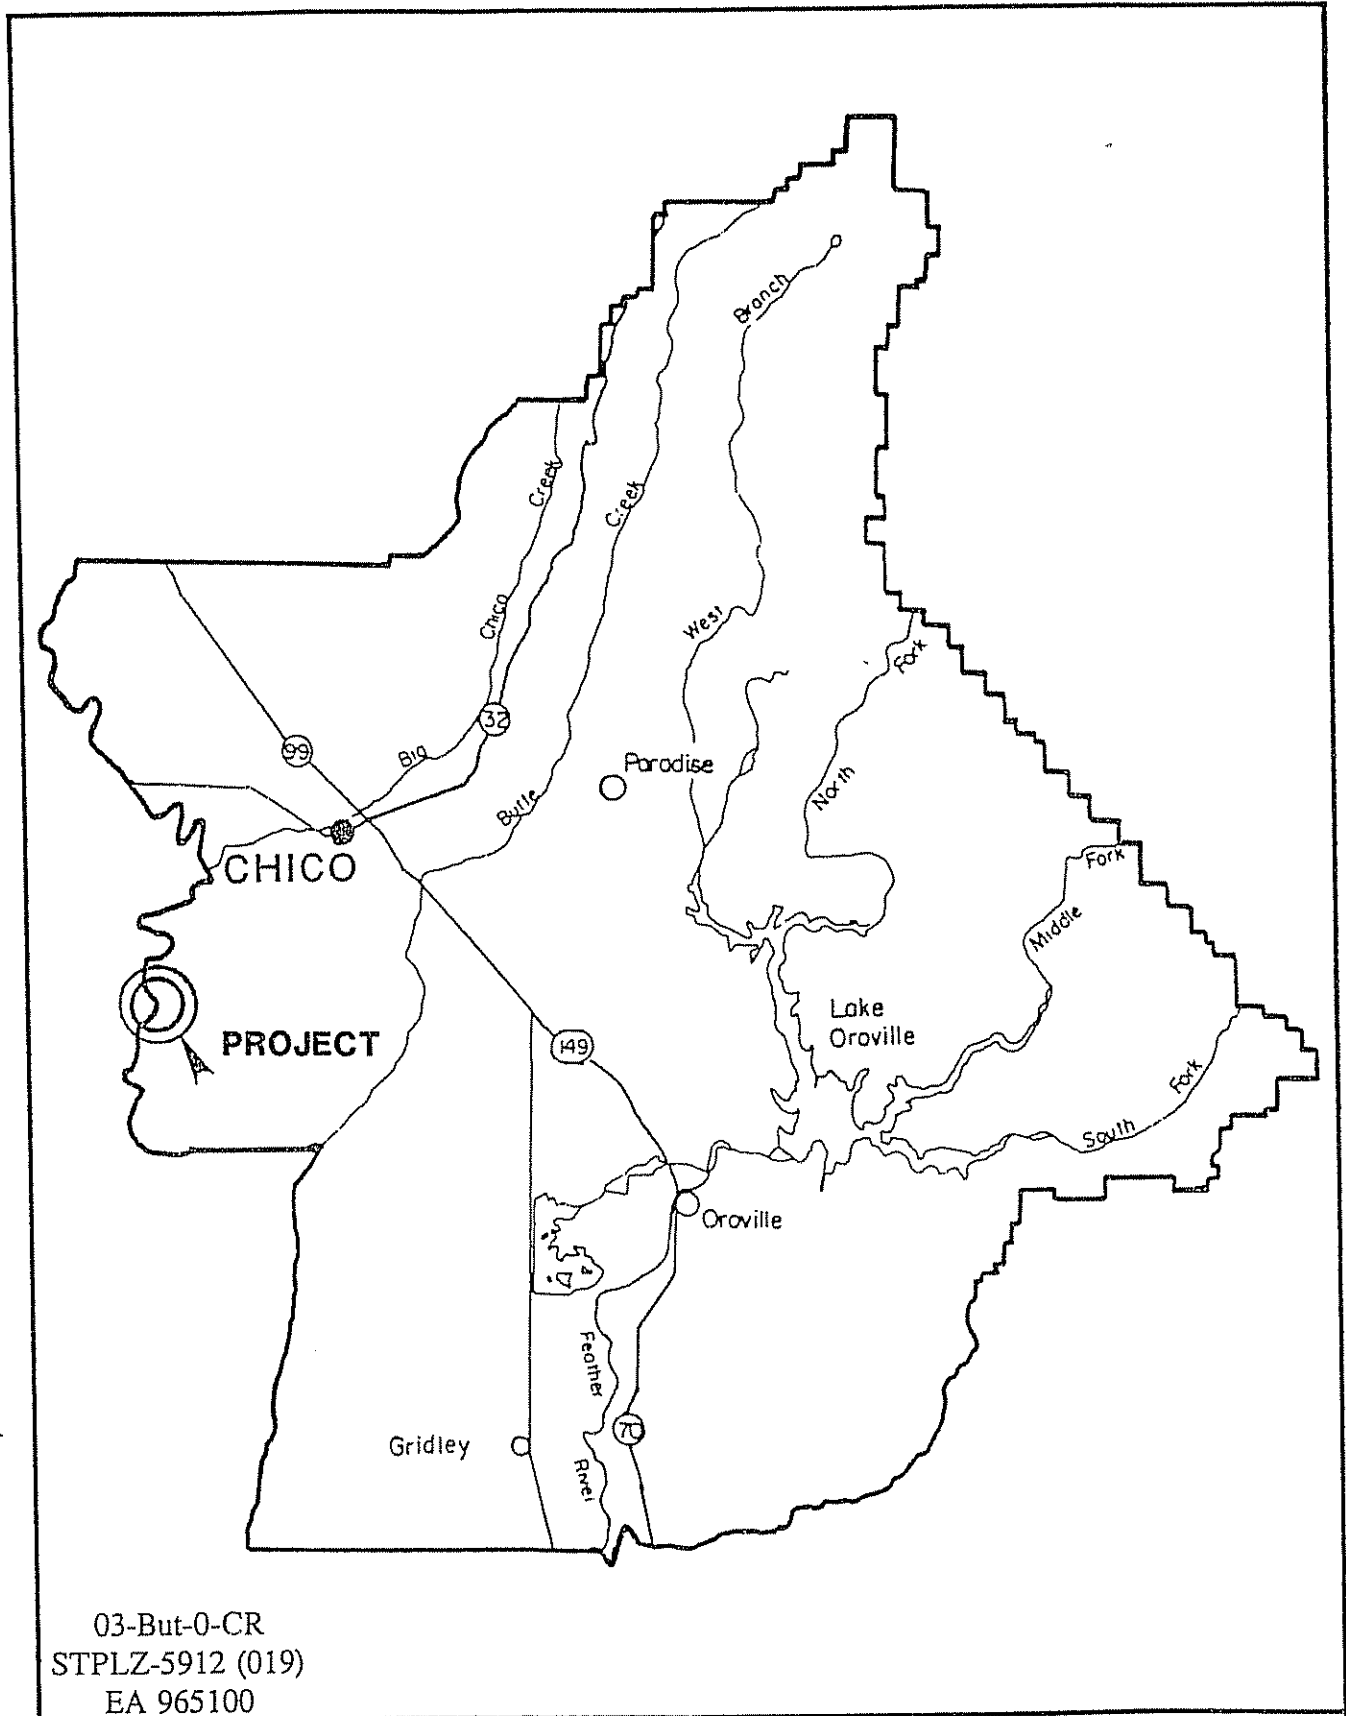 Branch
Creek
Creek
Chico
West
Fork
32
99
Big
Paradise
North
Butte
CHICO
Fork
Middle
Lake
Oroville
PROJECT
149
Fork
South
Oroville
Feather
70
Gridley
River
03-But-0-CR
STPLZ-5912 (019)
EA 965100